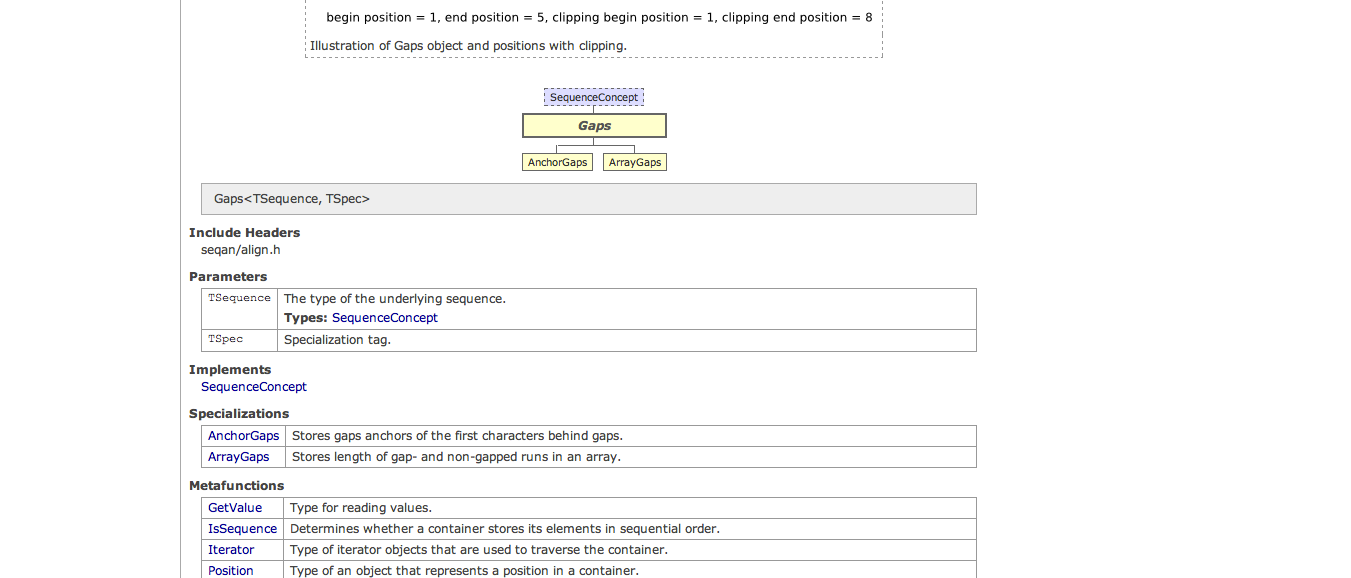 begin position = 1, end position = 5, clipping begin position = 1, clipping end position = 8
Illustration of Gaps object and positions with clipping.
SequenceConcept
Gaps
AnchorGaps ArrayGaps
Gaps<TSequence, TSpec>
Include Headers
seqan/align.h
Parameters
TSequence The type of the underlying sequence.
Types: SequenceConcept
TSpec Specialization tag.
Implements
SequenceConcept
Specializations
AnchorGaps Stores gaps anchors of the first characters behind gaps.
ArrayGaps Stores length of gap- and non-gapped runs in an array.
Metafunctions
GetValue Type for reading values.
IsSequence Determines whether a container stores its elements in sequential order.
Iterator Type of iterator objects that are used to traverse the container.
Position Type of an object that represents a position in a container.